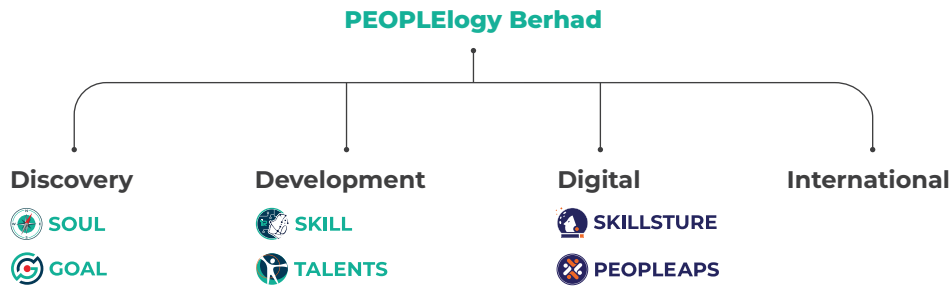 PEOPLElogy Berhad
Discovery
SOUL
GOAL
Development
SKILL
TALENTS
Digital
SKILLSTURE
PEOPLEAPS
International